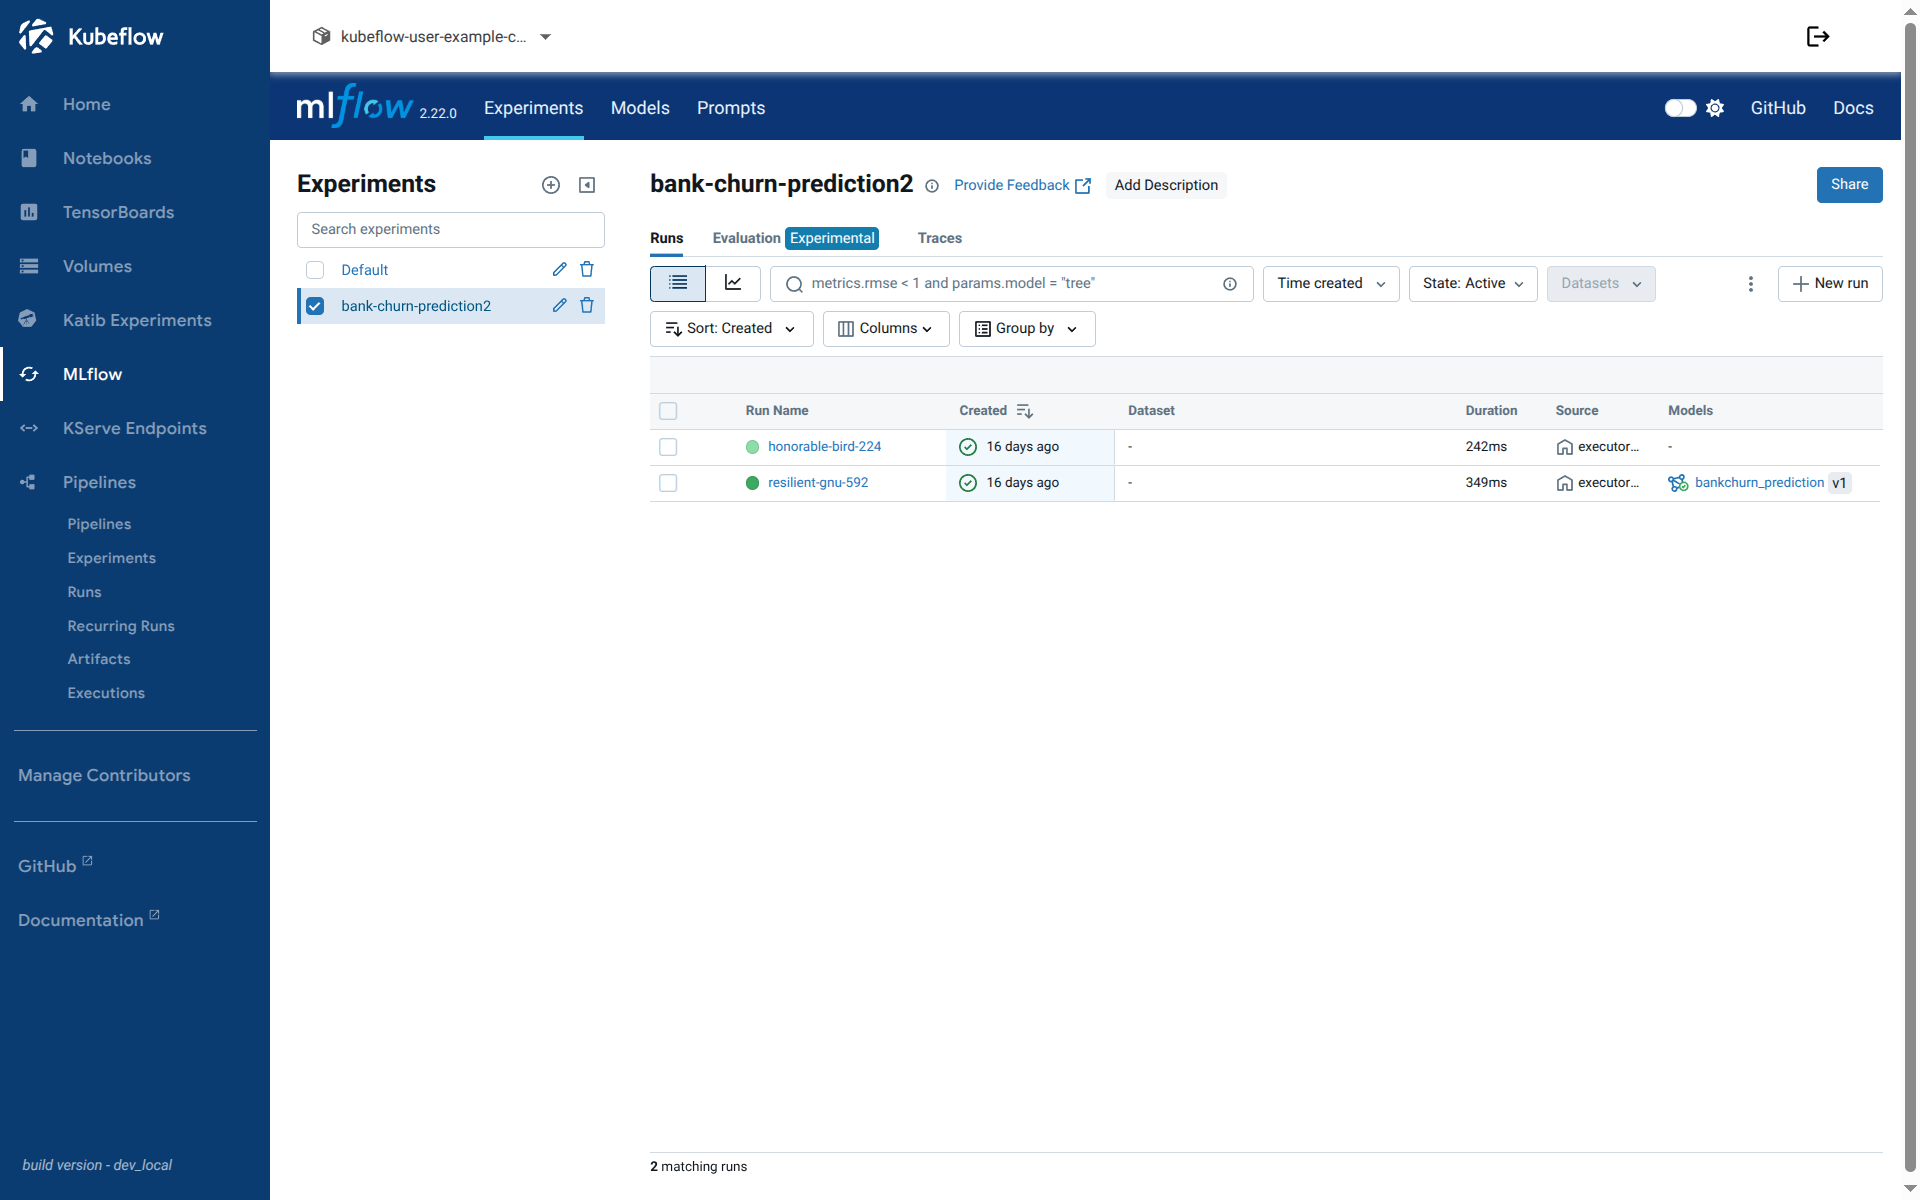 Kubeflow
kubeflow-user-example-c...
Home
Notebooks
TensorBoards
Volumes
Katib Experiments
MLflow
KServe Endpoints
Pipelines
Pipelines
Experiments
Runs
Recurring Runs
Artifacts
Executions
Manage Contributors
GitHub
Documentation
build version - dev_local
mlflow 2.22.0 Experiments Models Prompts GitHub Docs
Experiments
Search experiments
Default
bank-churn-prediction2
bank-churn-prediction2 Provide Feedback Add Description Share
Runs Evaluation Experimental Traces
metrics.rmse < 1 and params.model = "tree" Time created State: Active Datasets New run
Sort: Created Columns Group by
Run Name Created Dataset Duration Source Models
honorable-bird-224 16 days ago - 242ms executor... -
resilient-gnu-592 16 days ago - 349ms executor... bankchurn_prediction v1
2 matching runs